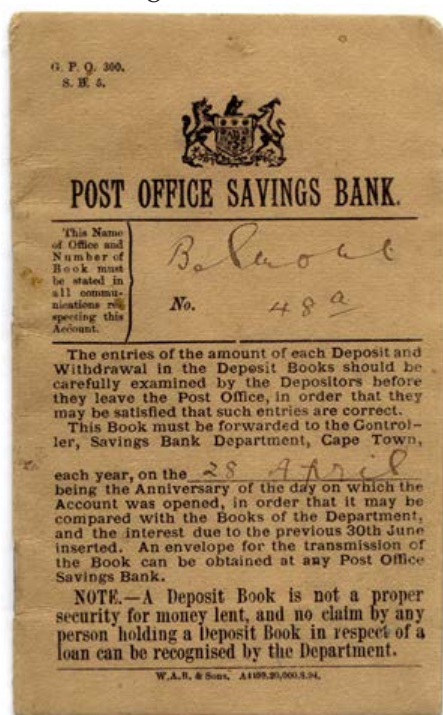 G. P. O. 300.
S. B. 5.
POST OFFICE SAVINGS BANK.
This Name
of Office and
Number of
Book must
be stated in
all commu-
nications re-
specting this
Account.
No. 48a
The entries of the amount of each Deposit and
Withdrawal in the Deposit Books should be
carefully examined by the Depositors before
they leave the Post Office, in order that they
may be satisfied that such entries are correct.
This Book must be forwarded to the Control-
ler, Savings Bank Department, Cape Town,
each year, on the 28 April
being the Anniversary of the day on which the
Account was opened, in order that it may be
compared with the Books of the Department,
and the interest due to the previous 30th June
inserted. An envelope for the transmission of
the Book can be obtained at any Post Office
Savings Bank.
NOTE.—A Deposit Book is not a proper
security for money lent, and no claim by any
person holding a Deposit Book in respect of a
loan can be recognised by the Department.
W.A.R. & Sons.